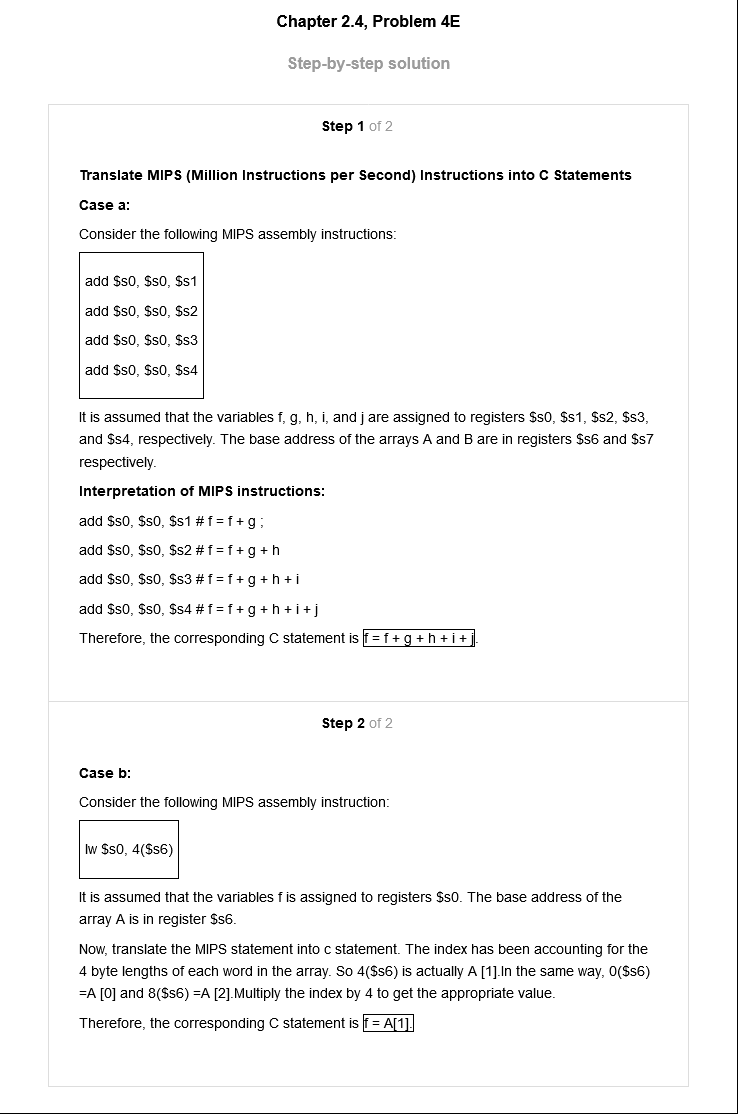 Chapter 2.4, Problem 4E
Step-by-step solution
Step 1 of 2
Translate MIPS (Million Instructions per Second) Instructions into C Statements
Case a:
Consider the following MIPS assembly instructions:
add $s0, $s0, $s1
add $s0, $s0, $s2
add $s0, $s0, $s3
add $s0, $s0, $s4
It is assumed that the variables f, g, h, i, and j are assigned to registers $s0, $s1, $s2, $s3,
and $s4, respectively. The base address of the arrays A and B are in registers $s6 and $s7
respectively.
Interpretation of MIPS instructions:
add $s0, $s0, $s1 # f = f + g ;
add $s0, $s0, $s2 # f = f + g + h
add $s0, $s0, $s3 # f = f + g + h + i
add $s0, $s0, $s4 # f = f + g + h + i + j
Therefore, the corresponding C statement is f = f + g + h + i + j.
Step 2 of 2
Case b:
Consider the following MIPS assembly instruction:
lw $s0, 4($s6)
It is assumed that the variables f is assigned to registers $s0. The base address of the
array A is in register $s6.
Now, translate the MIPS statement into c statement. The index has been accounting for the
4 byte lengths of each word in the array. So 4($s6) is actually A [1].In the same way, 0($s6)
=A [0] and 8($s6) =A [2].Multiply the index by 4 to get the appropriate value.
Therefore, the corresponding C statement is f = A[1].